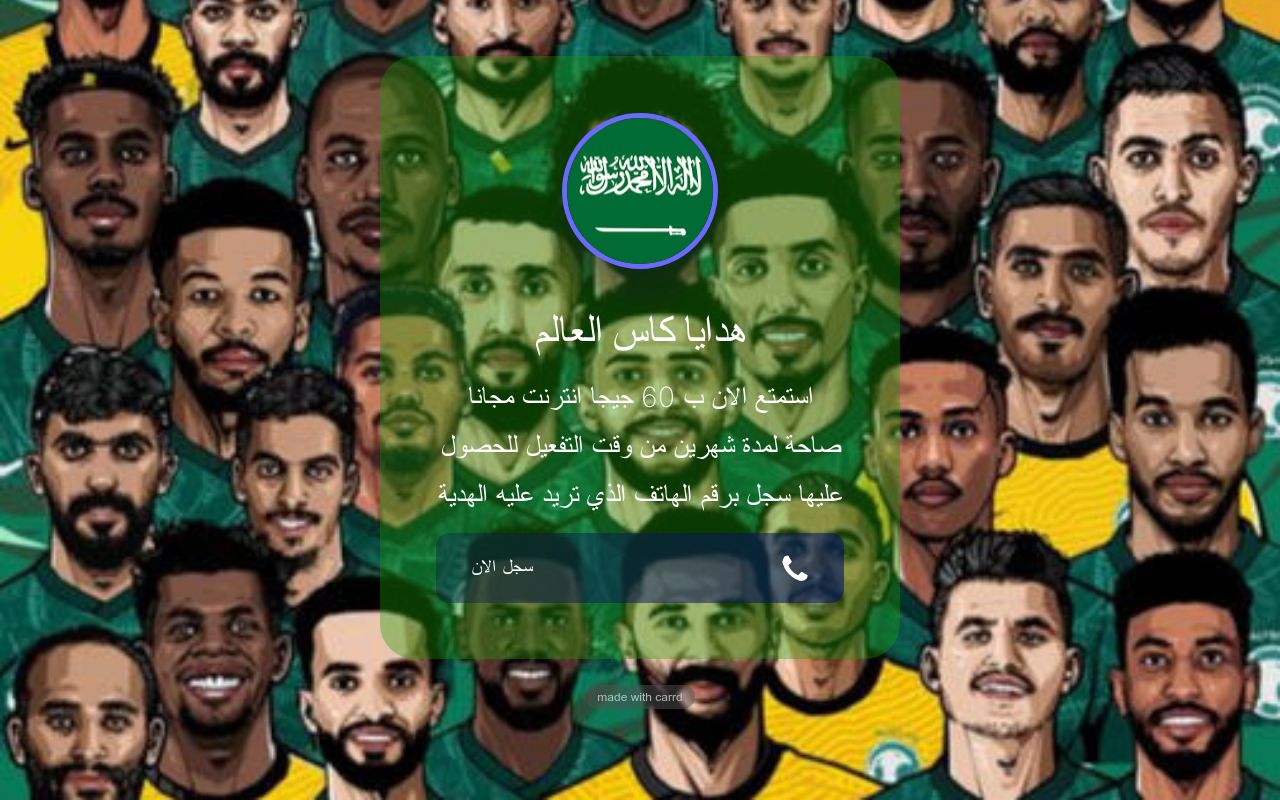 لا إله إلا الله محمد رسول الله
هدايا كاس العالم
استمتع الان ب 60 جيجا انترنت مجانا
صاحة لمدة شهرين من وقت التفعيل للحصول
عليها سجل برقم الهاتف الذي تريد عليه الهدية
سجل الان
made with carrd